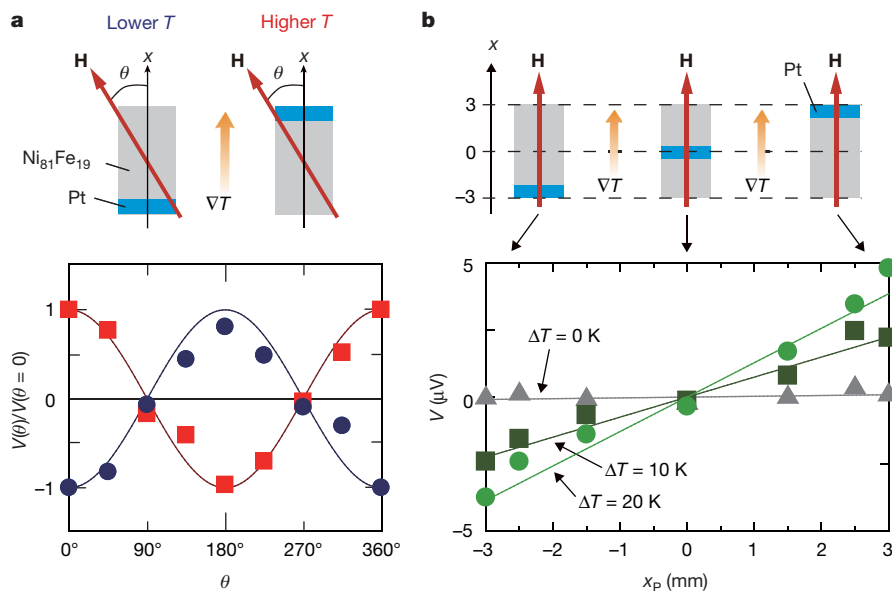 a
Lower T
Higher T
H
θ
x
H
θ
x
Ni81Fe19
Pt
∇T
1
0
−1
V(θ)/V(θ = 0)
0°
90°
180°
270°
360°
θ
b
x
H
H
Pt
H
3
0
−3
∇T
∇T
5
0
−5
V (μV)
ΔT = 0 K
ΔT = 10 K
ΔT = 20 K
−3
−2
−1
0
1
2
3
xP (mm)